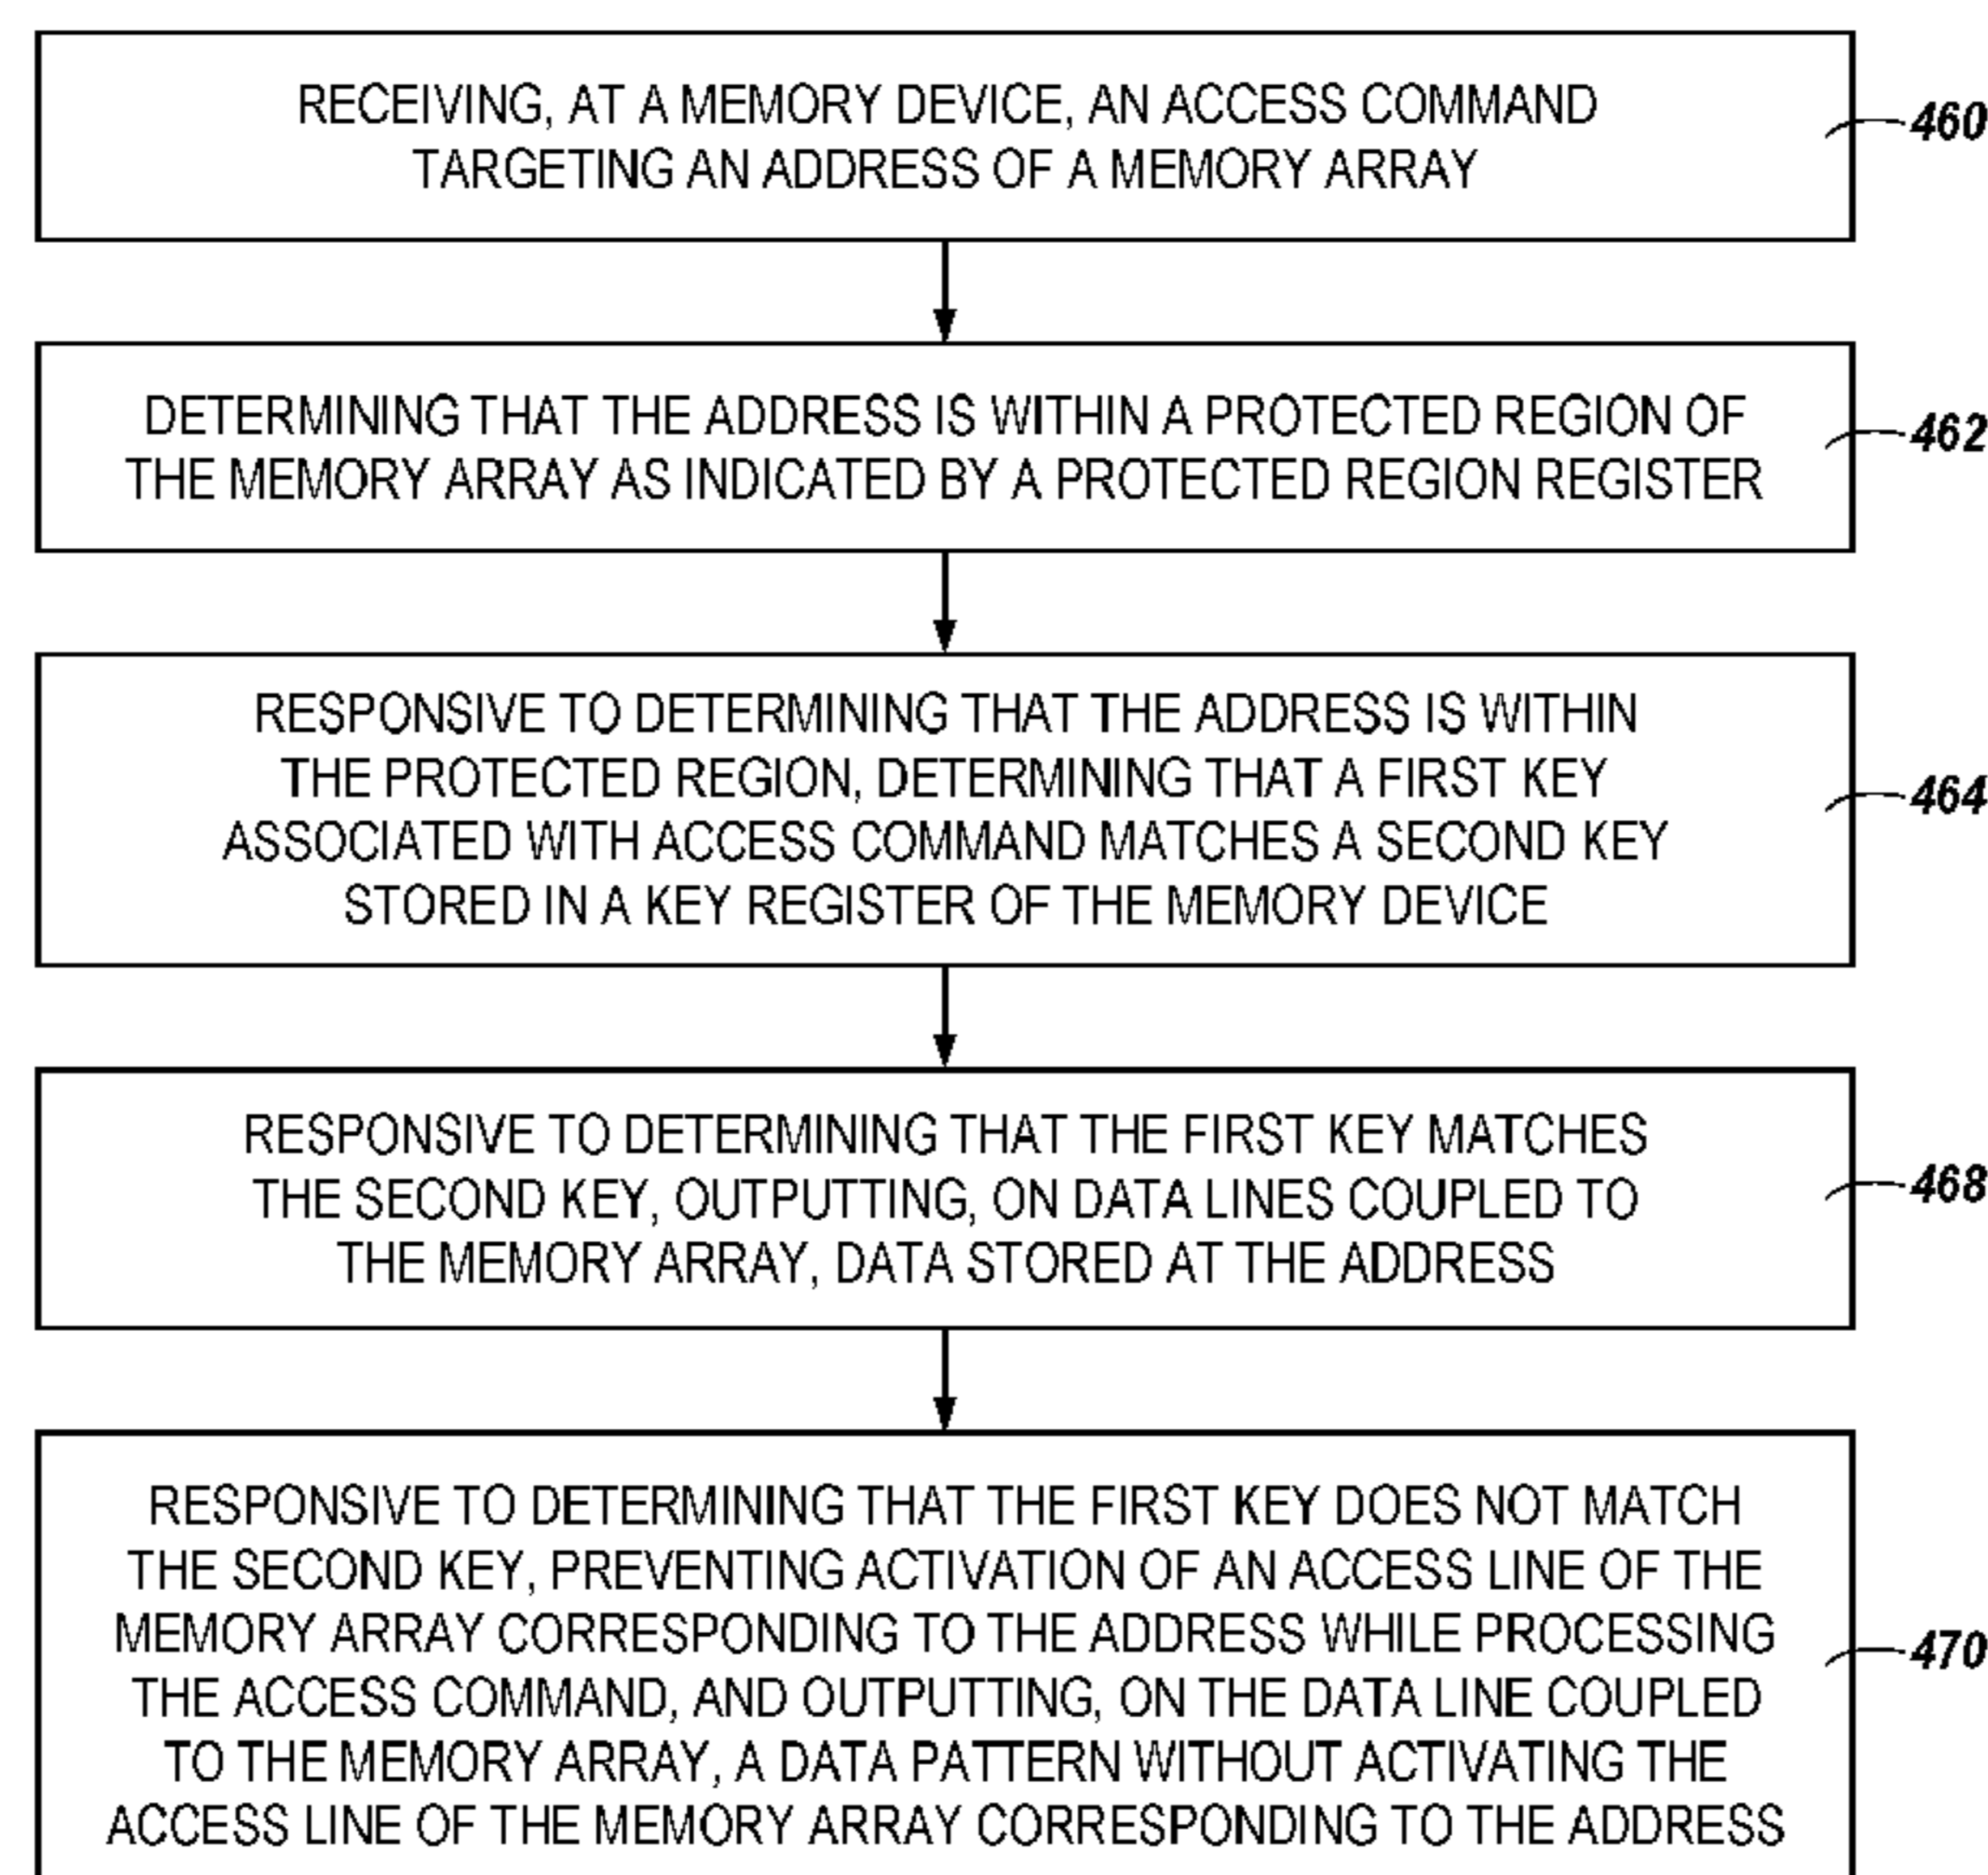 RECEIVING, AT A MEMORY DEVICE, AN ACCESS COMMAND
TARGETING AN ADDRESS OF A MEMORY ARRAY
460
DETERMINING THAT THE ADDRESS IS WITHIN A PROTECTED REGION OF
THE MEMORY ARRAY AS INDICATED BY A PROTECTED REGION REGISTER
462
RESPONSIVE TO DETERMINING THAT THE ADDRESS IS WITHIN
THE PROTECTED REGION, DETERMINING THAT A FIRST KEY
ASSOCIATED WITH ACCESS COMMAND MATCHES A SECOND KEY
STORED IN A KEY REGISTER OF THE MEMORY DEVICE
464
RESPONSIVE TO DETERMINING THAT THE FIRST KEY MATCHES
THE SECOND KEY, OUTPUTTING, ON DATA LINES COUPLED TO
THE MEMORY ARRAY, DATA STORED AT THE ADDRESS
468
RESPONSIVE TO DETERMINING THAT THE FIRST KEY DOES NOT MATCH
THE SECOND KEY, PREVENTING ACTIVATION OF AN ACCESS LINE OF THE
MEMORY ARRAY CORRESPONDING TO THE ADDRESS WHILE PROCESSING
THE ACCESS COMMAND, AND OUTPUTTING, ON THE DATA LINE COUPLED
TO THE MEMORY ARRAY, A DATA PATTERN WITHOUT ACTIVATING THE
ACCESS LINE OF THE MEMORY ARRAY CORRESPONDING TO THE ADDRESS
470